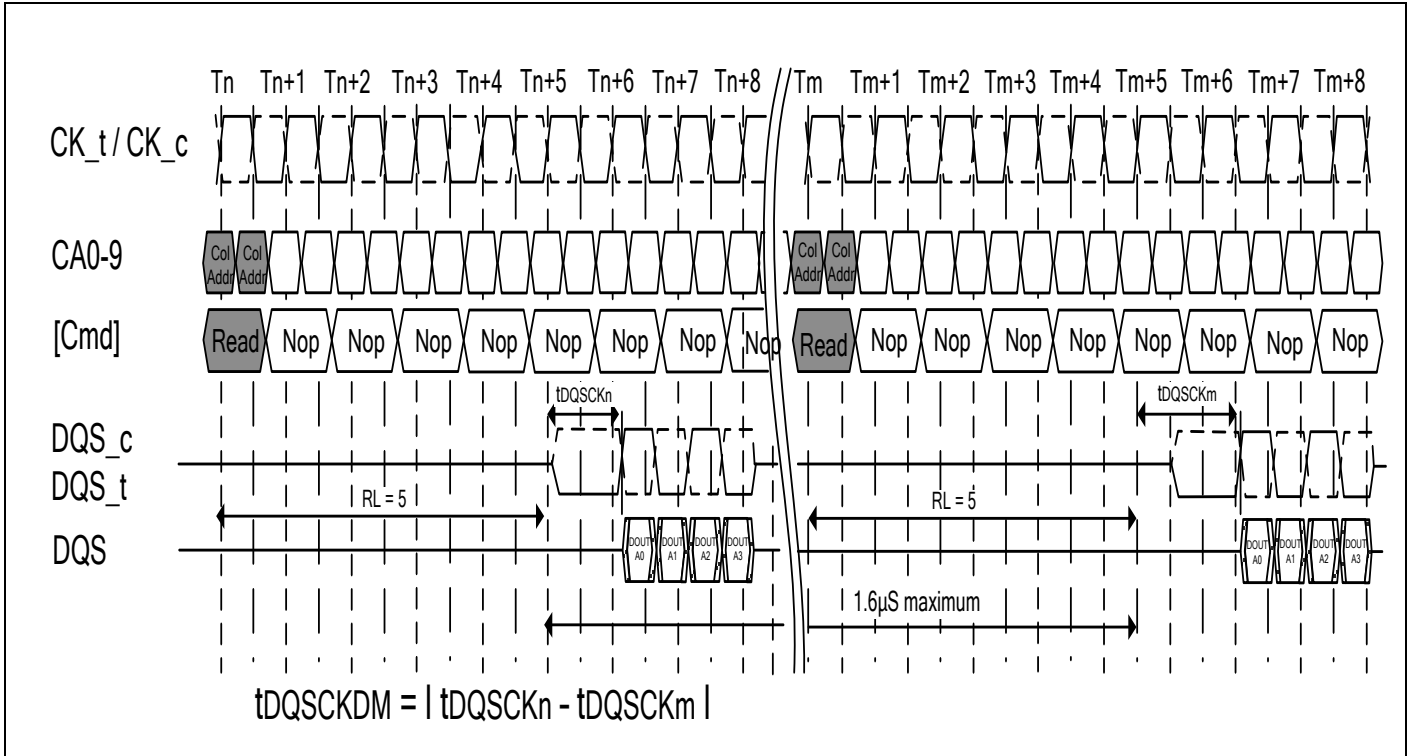 Tn Tn+1 Tn+2 Tn+3 Tn+4 Tn+5 Tn+6 Tn+7 Tn+8 Tm Tm+1 Tm+2 Tm+3 Tm+4 Tm+5 Tm+6 Tm+7 Tm+8
CK_t / CK_c
CA0-9
Col Addr Col Addr Col Addr Col Addr
[Cmd]
Read Nop Nop Nop Nop Nop Nop Nop Nop Read Nop Nop Nop Nop Nop Nop Nop Nop
tDQSCKn tDQSCKm
DQS_c
DQS_t
RL = 5 RL = 5
DQS
DOUT A0 DOUT A1 DOUT A2 DOUT A3 DOUT A0 DOUT A1 DOUT A2 DOUT A3
1.6µS maximum
tDQSCKDM = | tDQSCKn - tDQSCKm |